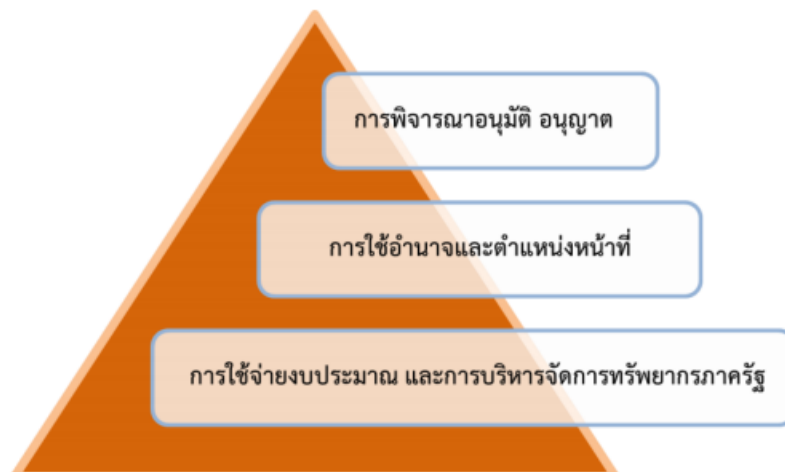 การพิจารณาอนุมัติ อนุญาต
การใช้อำนาจและตำแหน่งหน้าที่
การใช้จ่ายงบประมาณ และการบริหารจัดการทรัพยากรภาครัฐ